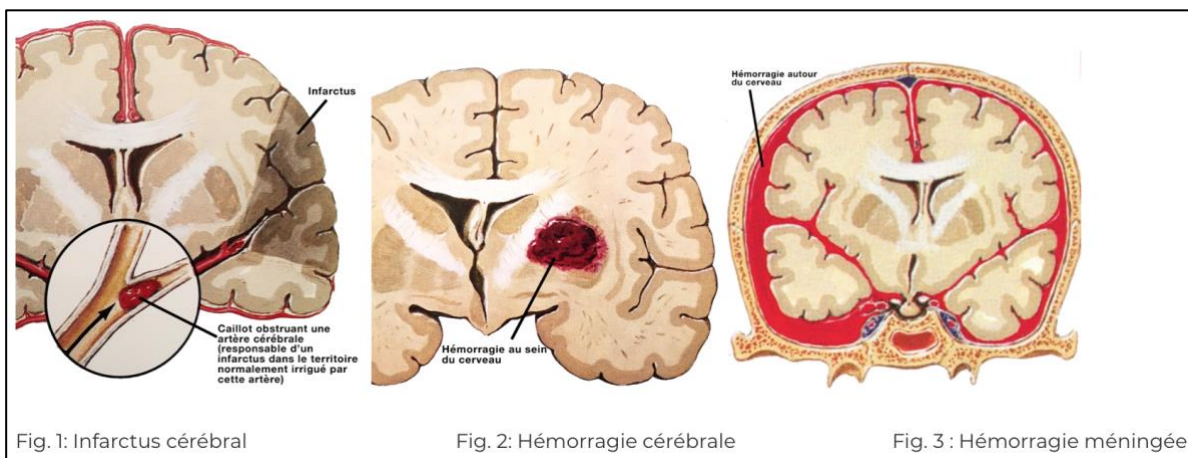 Infarctus
Caillot obstruant une
artère cérébrale
(responsable d'un
infarctus dans le territoire
normalement irrigué par
cette artère)
Hémorragie au sein
du cerveau
Hémorragie autour
du cerveau
Fig. 1: Infarctus cérébral
Fig. 2: Hémorragie cérébrale
Fig. 3 : Hémorragie méningée